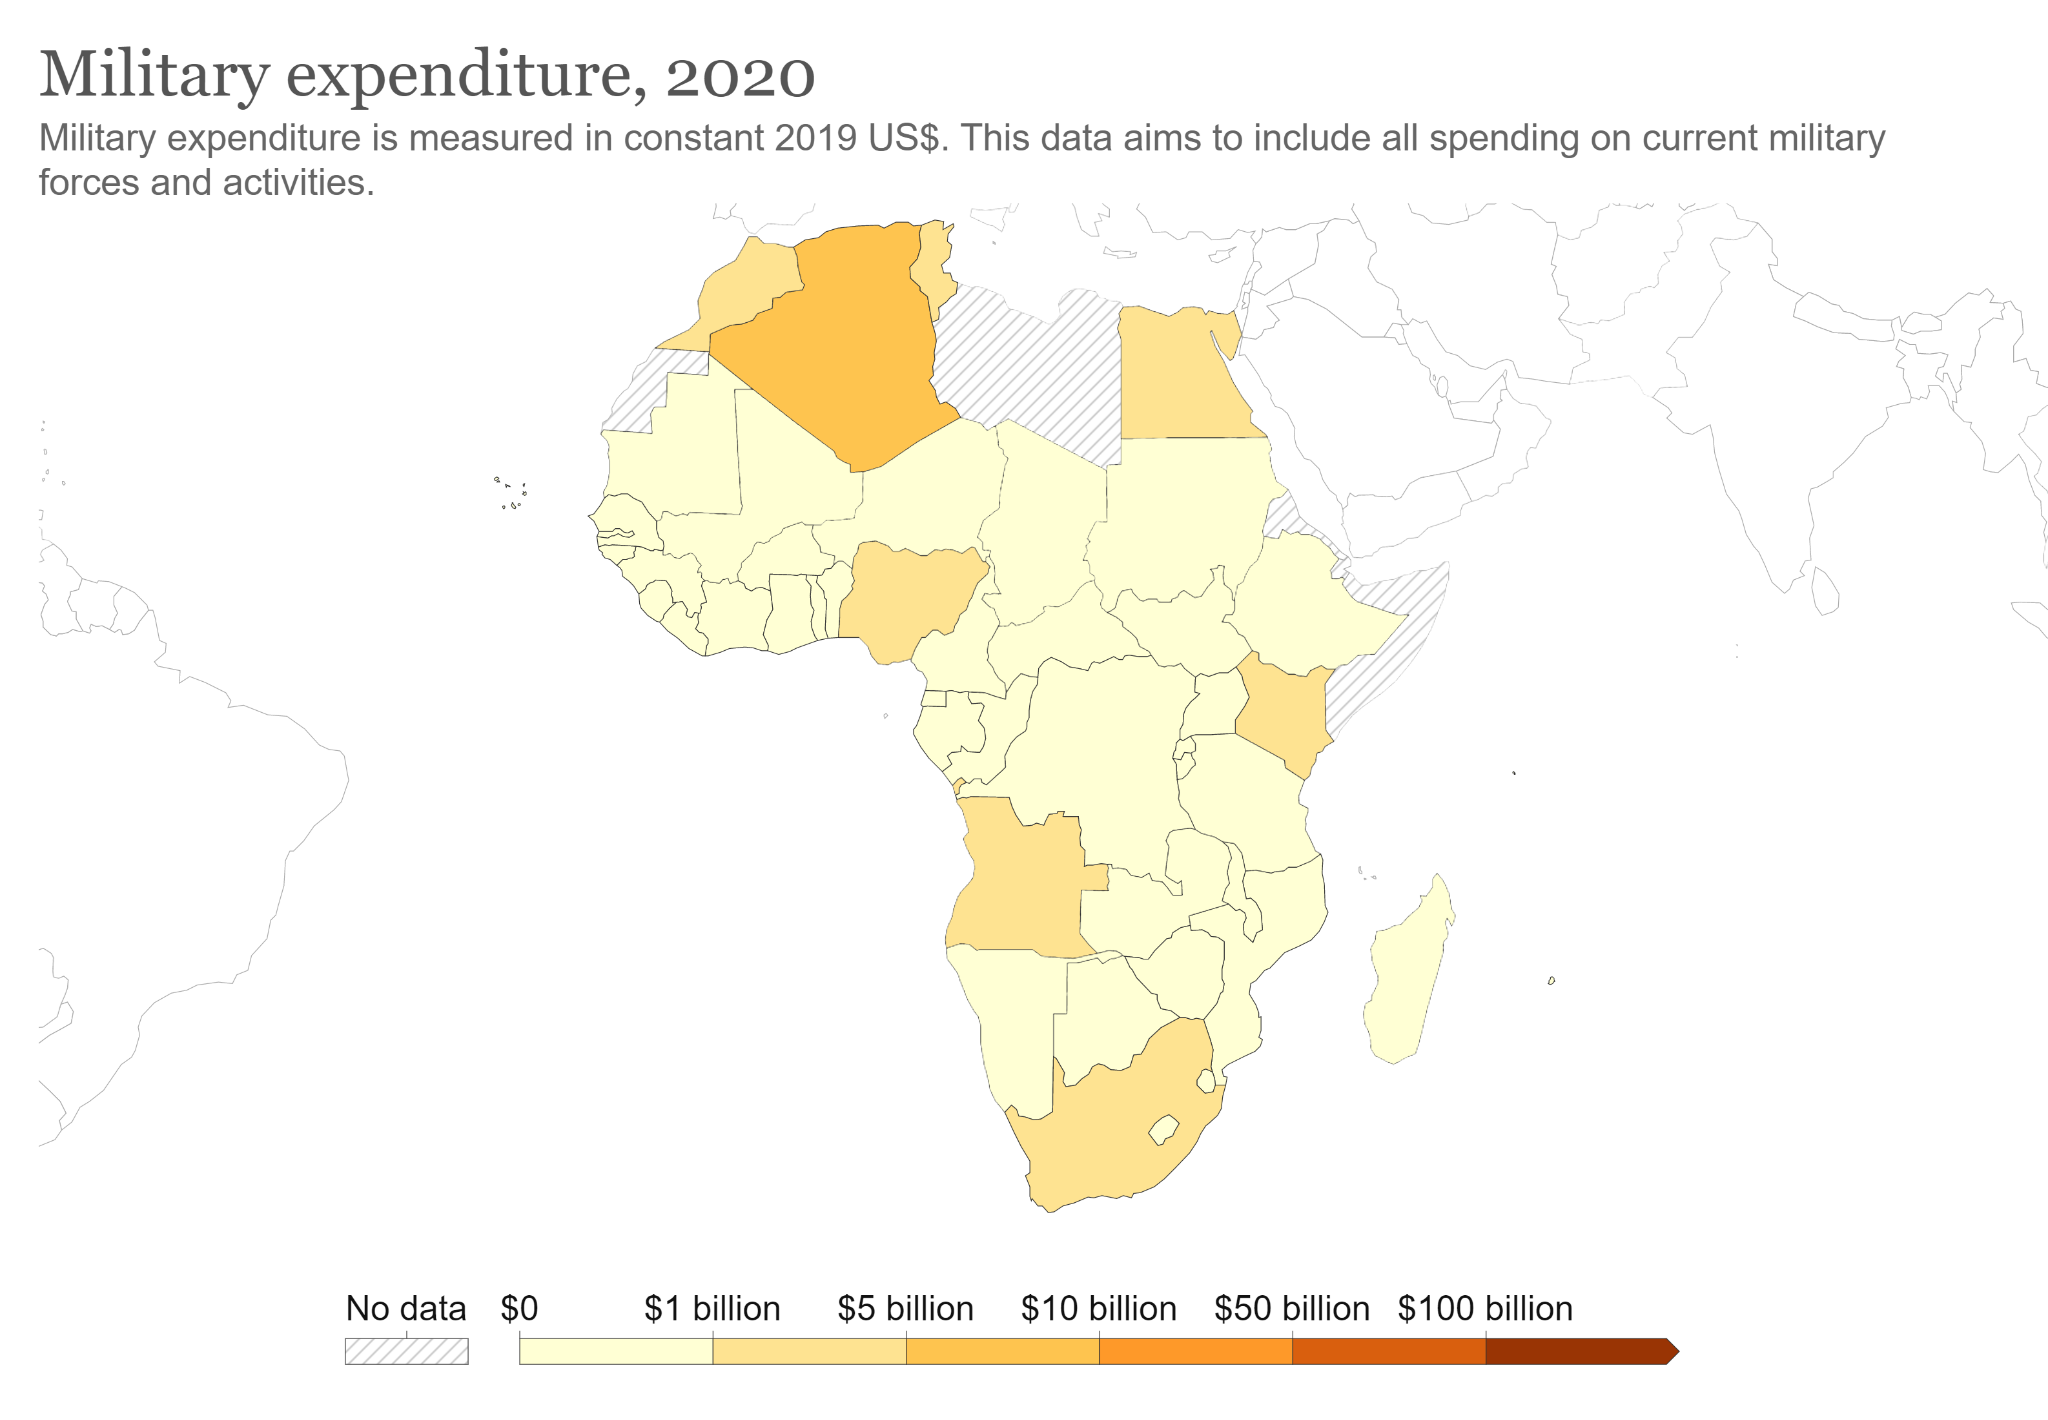 Military expenditure, 2020
Military expenditure is measured in constant 2019 US$. This data aims to include all spending on current military
forces and activities.
No data $0 $1 billion $5 billion $10 billion $50 billion $100 billion